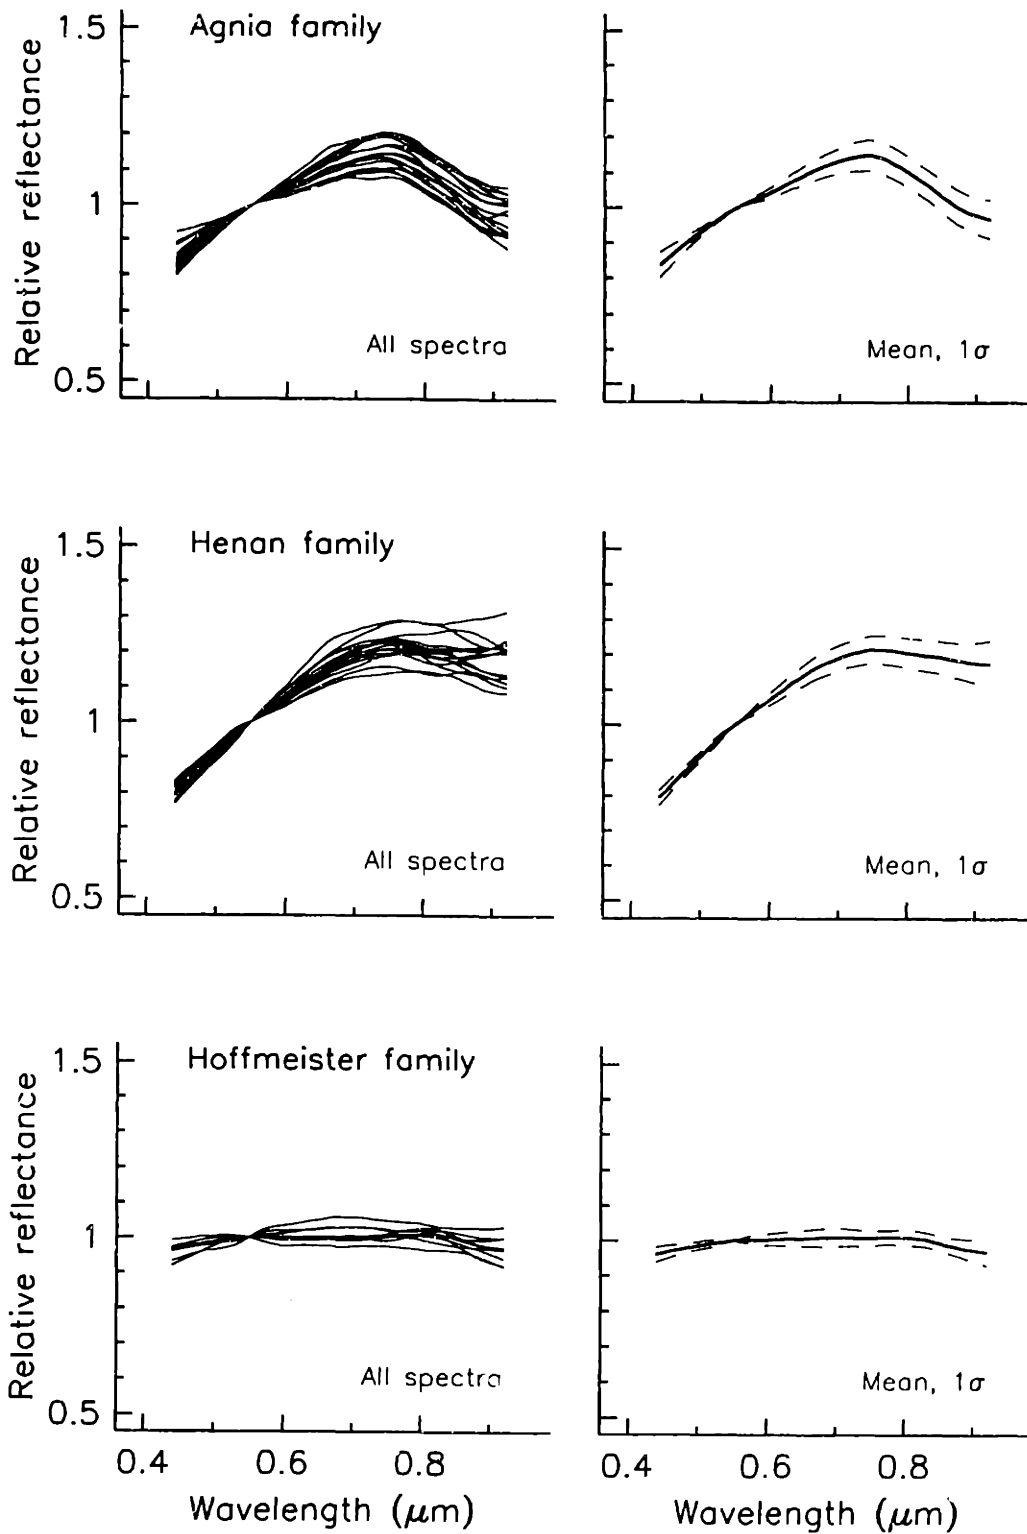 Agnia family
Relative reflectance
1.5
1
0.5
All spectra
Mean, 1σ
Henan family
Relative reflectance
1.5
1
0.5
All spectra
Mean, 1σ
Hoffmeister family
Relative reflectance
1.5
1
0.5
All spectra
Mean, 1σ
0.4 0.6 0.8
Wavelength (μm)
0.4 0.6 0.8
Wavelength (μm)